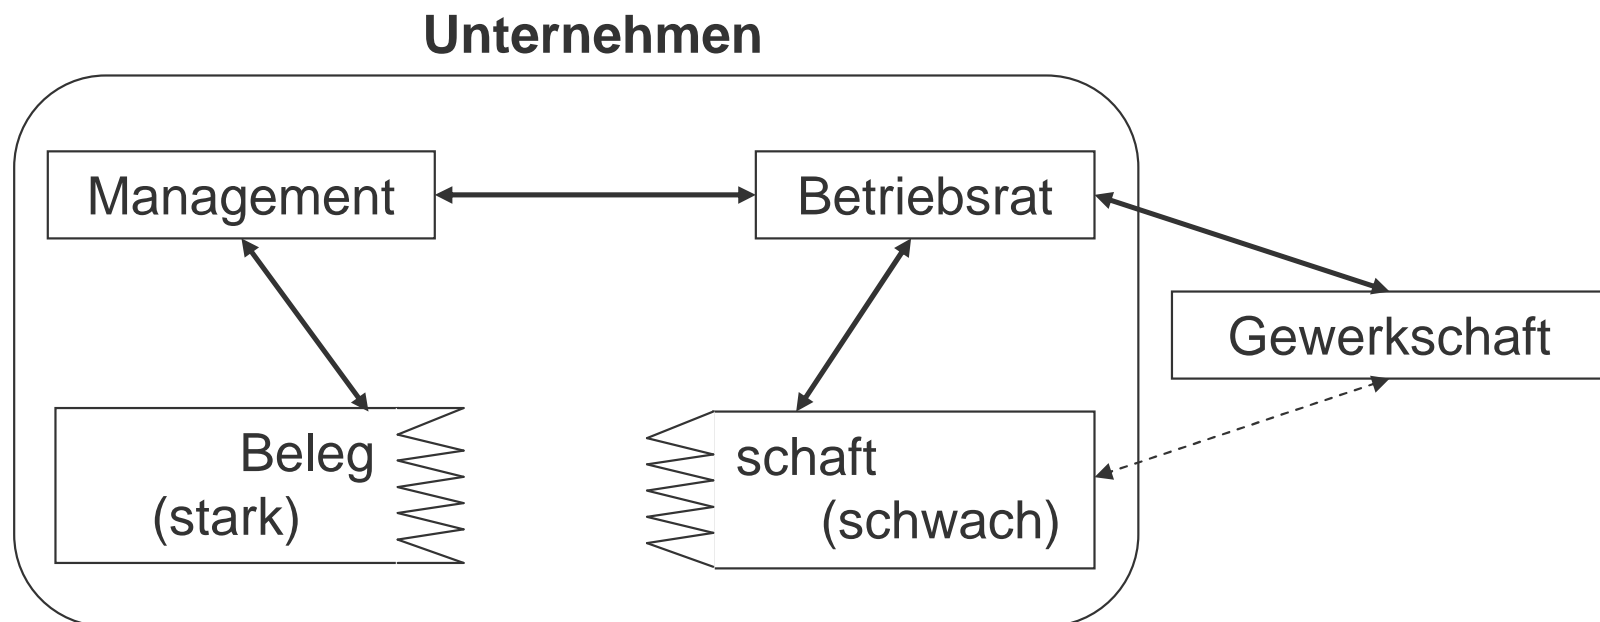 Unternehmen
Management
Betriebsrat
Gewerkschaft
Beleg
(stark)
schaft
(schwach)